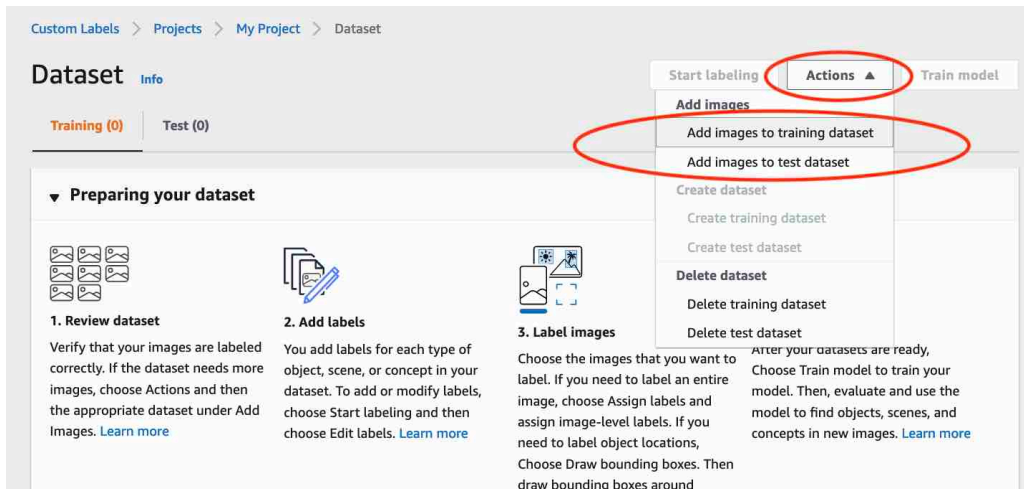 Custom Labels > Projects > My Project > Dataset
Dataset Info
Start labeling
Actions ▲
Train model
Training (0)
Test (0)
Add images
Add images to training dataset
Add images to test dataset
Create dataset
Create training dataset
Create test dataset
Delete dataset
Delete training dataset
Delete test dataset
▼ Preparing your dataset
1. Review dataset
Verify that your images are labeled
correctly. If the dataset needs more
images, choose Actions and then
the appropriate dataset under Add
Images. Learn more
2. Add labels
You add labels for each type of
object, scene, or concept in your
dataset. To add or modify labels,
choose Start labeling and then
choose Edit labels. Learn more
3. Label images
Choose the images that you want to
label. If you need to label an entire
image, choose Assign labels and
assign image-level labels. If you
need to label object locations,
Choose Draw bounding boxes. Then
draw bounding boxes around
After your datasets are ready,
Choose Train model to train your
model. Then, evaluate and use the
model to find objects, scenes, and
concepts in new images. Learn more